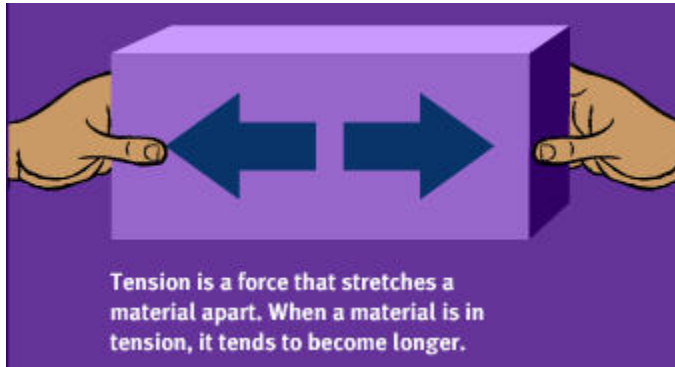 Tension is a force that stretches a
material apart. When a material is in
tension, it tends to become longer.